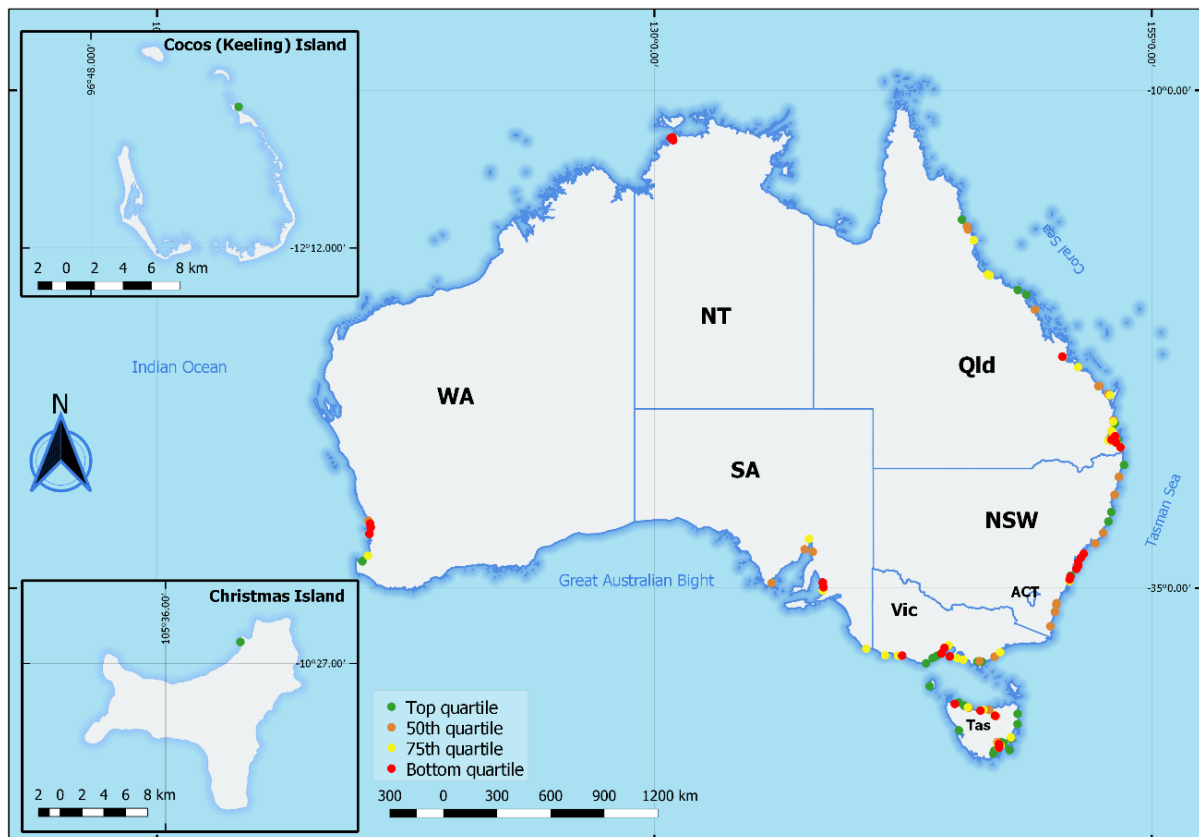 Cocos (Keeling) Island
96°48.000'
-12°12.000'
2 0 2 4 6 8 km
130°0.00'
155°0.00'
-10°0.00'
Coral Sea
NT
Qld
Indian Ocean
WA
N
SA
NSW
Tasman Sea
Great Australian Bight
ACT
-35°0.00'
Vic
Christmas Island
105°36.00'
-10°27.00'
2 0 2 4 6 8 km
Top quartile
50th quartile
75th quartile
Bottom quartile
Tas
300 0 300 600 900 1200 km